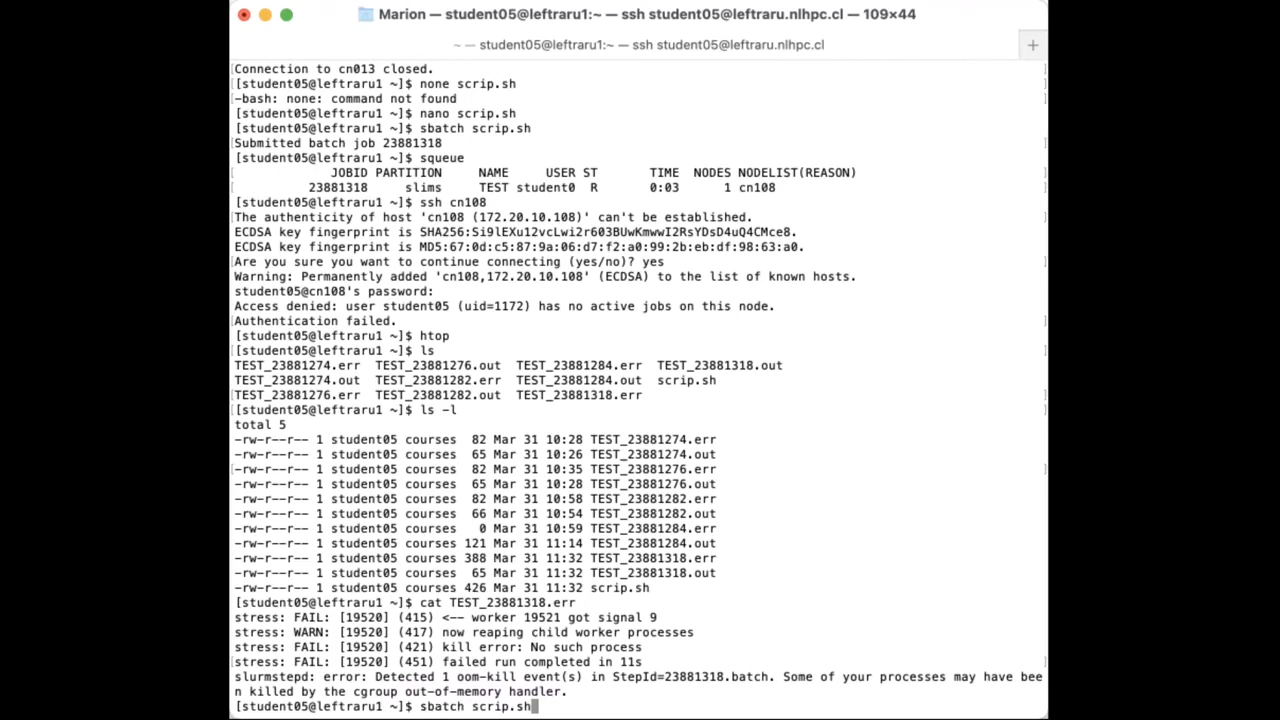 Marion — student05@leftraru1:~ — ssh student05@leftraru.nlhpc.cl — 109×44
~ — student05@leftraru1:~ — ssh student05@leftraru.nlhpc.cl
Connection to cn013 closed.
[student05@leftraru1 ~]$ none scrip.sh
-bash: none: command not found
[student05@leftraru1 ~]$ nano scrip.sh
[student05@leftraru1 ~]$ sbatch scrip.sh
Submitted batch job 23881318
[student05@leftraru1 ~]$ squeue
JOBID PARTITION NAME USER ST TIME NODES NODELIST(REASON)
23881318 slims TEST student0 R 0:03 1 cn108
[student05@leftraru1 ~]$ ssh cn108
The authenticity of host 'cn108 (172.20.10.108)' can't be established.
ECDSA key fingerprint is SHA256:Si9lEXu12vcLwi2r603BUwKmwwI2RsYDsD4uQ4CMce8.
ECDSA key fingerprint is MD5:67:0d:c5:87:9a:06:d7:f2:a0:99:2b:eb:df:98:63:a0.
Are you sure you want to continue connecting (yes/no)? yes
Warning: Permanently added 'cn108,172.20.10.108' (ECDSA) to the list of known hosts.
student05@cn108's password:
Access denied: user student05 (uid=1172) has no active jobs on this node.
Authentication failed.
[student05@leftraru1 ~]$ htop
[student05@leftraru1 ~]$ ls
TEST_23881274.err TEST_23881276.out TEST_23881284.err TEST_23881318.out
TEST_23881274.out TEST_23881282.err TEST_23881284.out scrip.sh
TEST_23881276.err TEST_23881282.out TEST_23881318.err
[student05@leftraru1 ~]$ ls -l
total 5
-rw-r--r-- 1 student05 courses 82 Mar 31 10:28 TEST_23881274.err
-rw-r--r-- 1 student05 courses 65 Mar 31 10:26 TEST_23881274.out
-rw-r--r-- 1 student05 courses 82 Mar 31 10:35 TEST_23881276.err
-rw-r--r-- 1 student05 courses 65 Mar 31 10:28 TEST_23881276.out
-rw-r--r-- 1 student05 courses 82 Mar 31 10:58 TEST_23881282.err
-rw-r--r-- 1 student05 courses 66 Mar 31 10:54 TEST_23881282.out
-rw-r--r-- 1 student05 courses 0 Mar 31 10:59 TEST_23881284.err
-rw-r--r-- 1 student05 courses 121 Mar 31 11:14 TEST_23881284.out
-rw-r--r-- 1 student05 courses 388 Mar 31 11:32 TEST_23881318.err
-rw-r--r-- 1 student05 courses 65 Mar 31 11:32 TEST_23881318.out
-rw-r--r-- 1 student05 courses 426 Mar 31 11:32 scrip.sh
[student05@leftraru1 ~]$ cat TEST_23881318.err
stress: FAIL: [19520] (415) <-- worker 19521 got signal 9
stress: WARN: [19520] (417) now reaping child worker processes
stress: FAIL: [19520] (421) kill error: No such process
stress: FAIL: [19520] (451) failed run completed in 11s
slurmstepd: error: Detected 1 oom-kill event(s) in StepId=23881318.batch. Some of your processes may have bee
n killed by the cgroup out-of-memory handler.
[student05@leftraru1 ~]$ sbatch scrip.sh